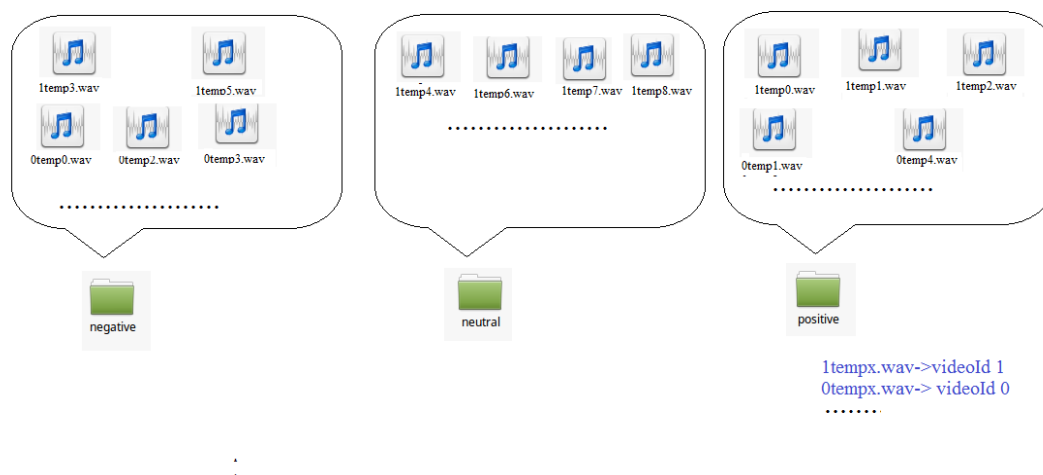 1temp3.wav 1temp5.wav
0temp0.wav 0temp2.wav 0temp3.wav
.....................
negative
1temp4.wav 1temp6.wav 1temp7.wav 1temp8.wav
.....................
neutral
1temp0.wav 1temp1.wav 1temp2.wav
0temp1.wav 0temp4.wav
.....................
positive
1tempx.wav->videoId 1
0tempx.wav-> videoId 0
........